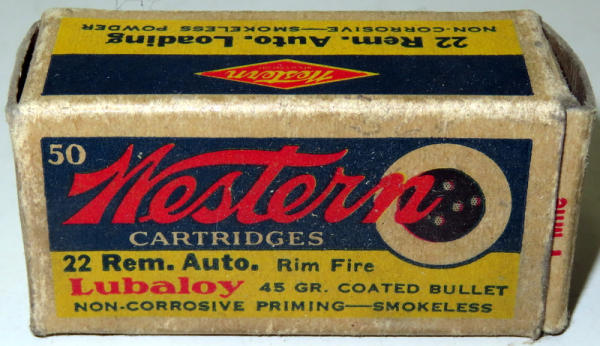 22 Rem. Auto. Loading
NON-CORROSIVE—SMOKELESS POWDER
Western
50
Western
CARTRIDGES
22 Rem. Auto. Rim Fire
Lubaloy 45 GR. COATED BULLET
NON-CORROSIVE PRIMING—SMOKELESS